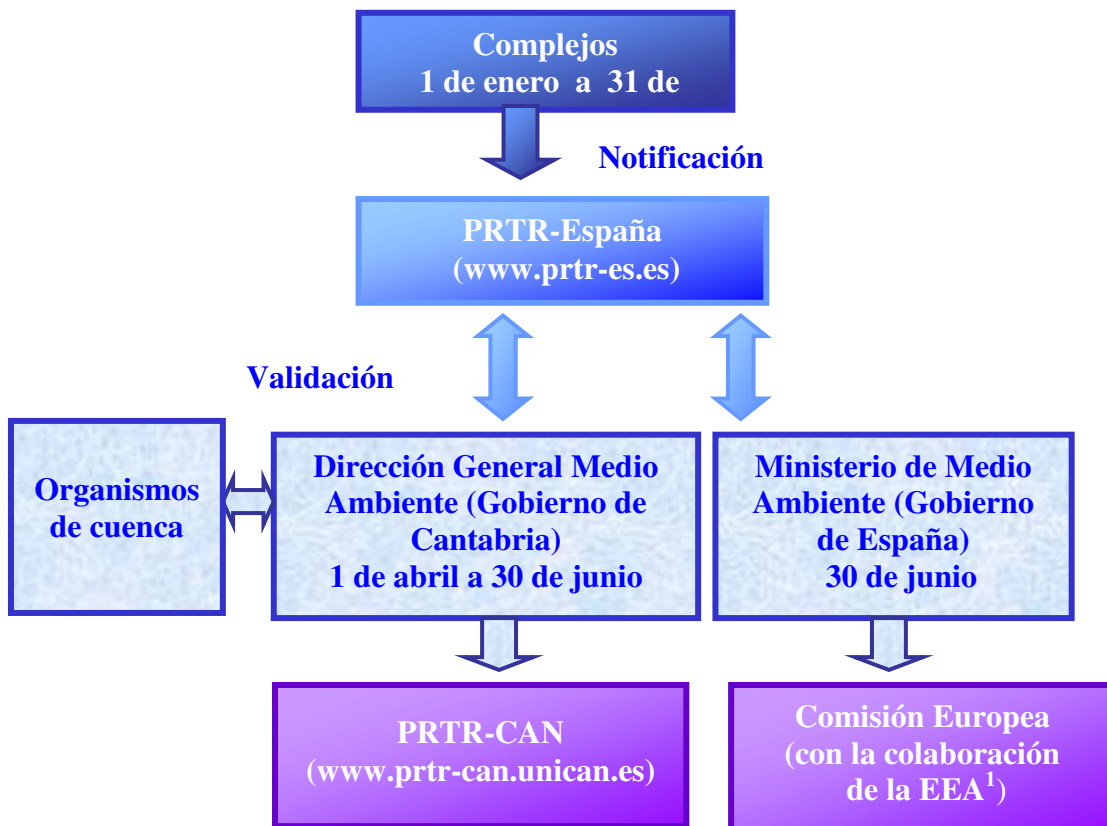 Complejos
1 de enero a 31 de
Notificación
PRTR-España
(www.prtr-es.es)
Validación
Organismos
de cuenca
Dirección General Medio
Ambiente (Gobierno de
Cantabria)
1 de abril a 30 de junio
Ministerio de Medio
Ambiente (Gobierno
de España)
30 de junio
PRTR-CAN
(www.prtr-can.unican.es)
Comisión Europea
(con la colaboración
de la EEA¹)